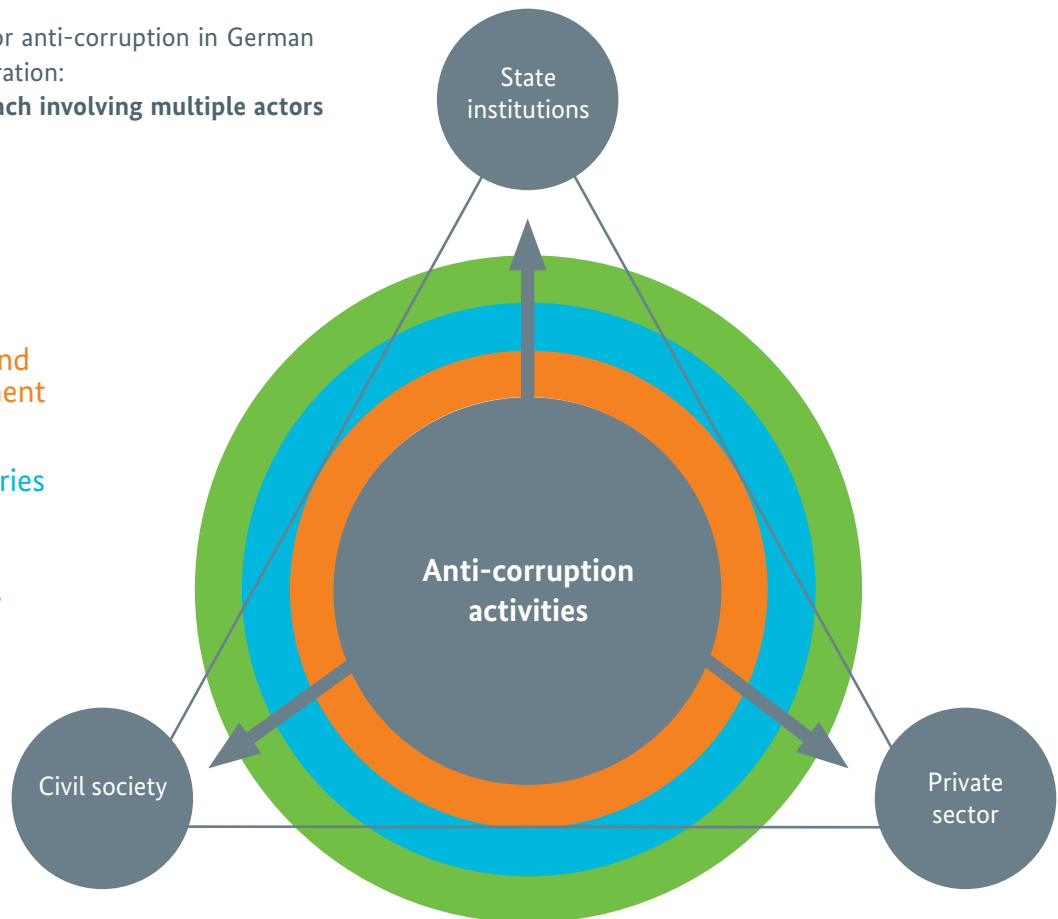 or anti-corruption in German
ration:
ach involving multiple actors
State
institutions
nd
ent
ries
Anti-corruption
activities
Civil society
Private
sector